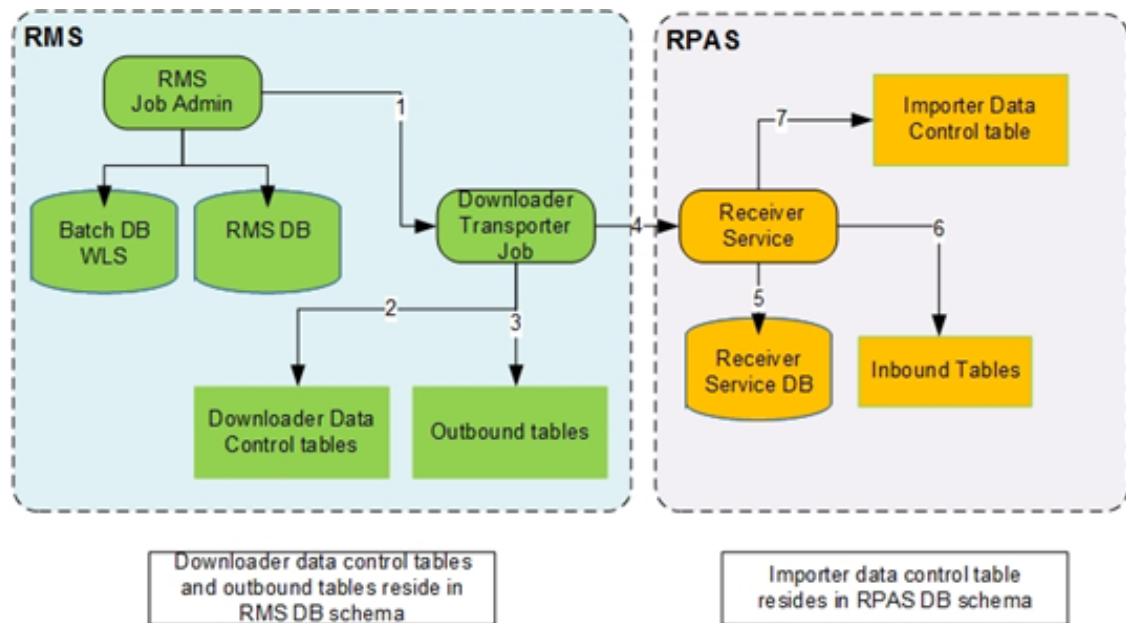 RMS
RMS
Job Admin
1
Batch DB
WLS
RMS DB
Downloader
Transporter
Job
2
3
Downloader Data
Control tables
Outbound tables
4
RPAS
7
Importer Data
Control table
Receiver
Service
6
5
Receiver
Service DB
Inbound Tables
Downloader data control tables
and outbound tables reside in
RMS DB schema
Importer data control table
resides in RPAS DB schema